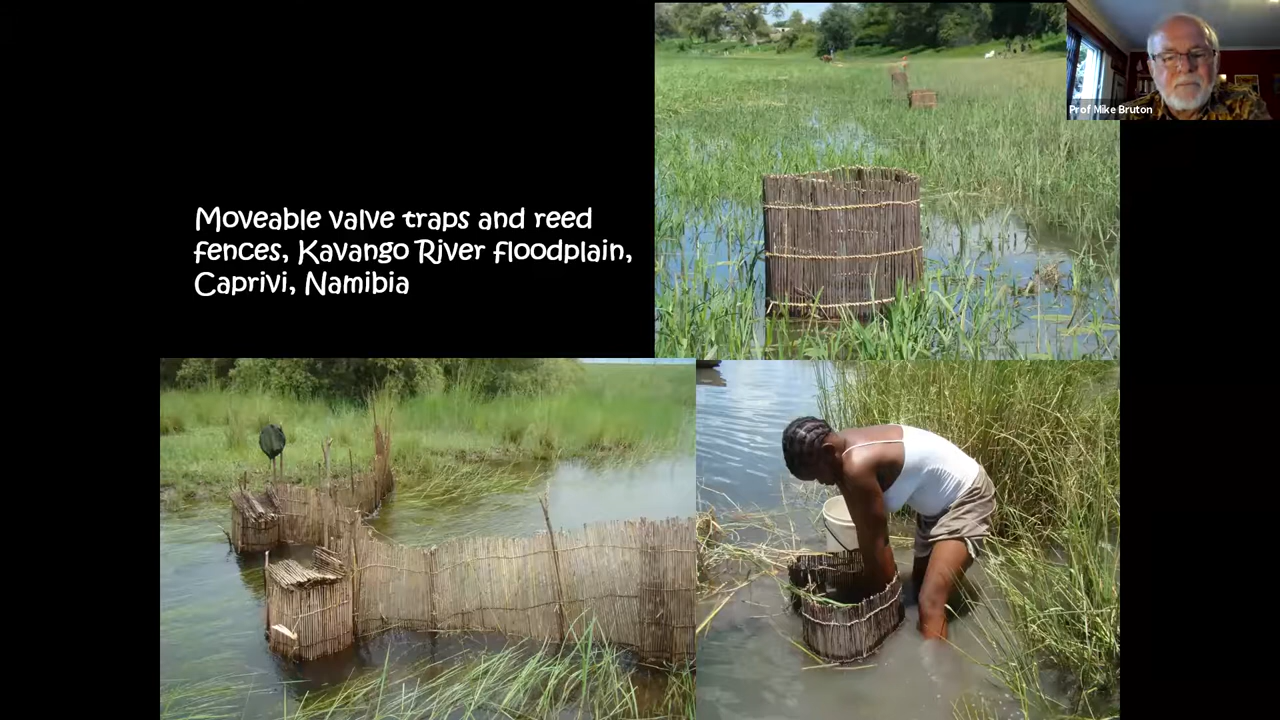 Prof Mike Bruton
Moveable valve traps and reed
fences, Kavango River floodplain,
Caprivi, Namibia